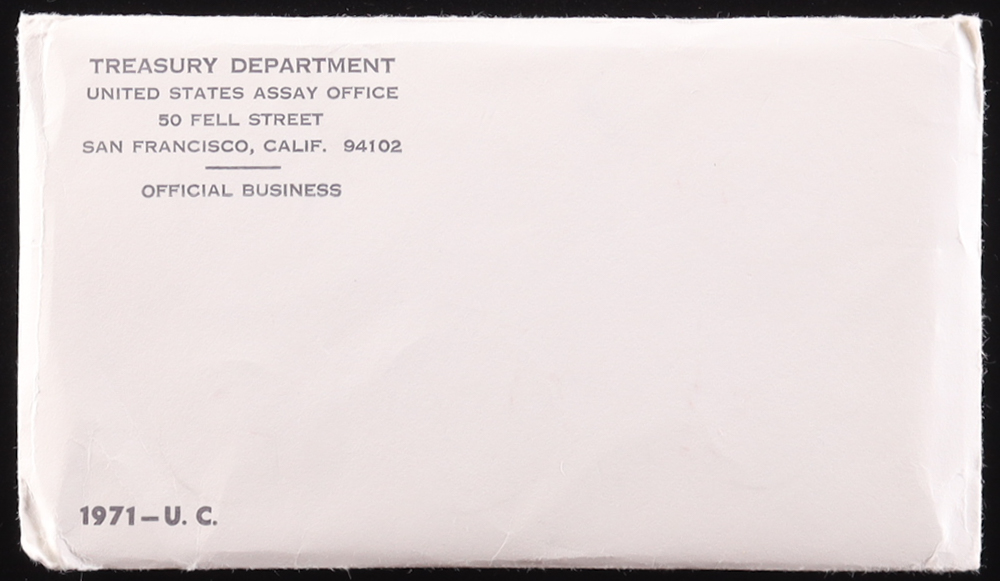 TREASURY DEPARTMENT
UNITED STATES ASSAY OFFICE
50 FELL STREET
SAN FRANCISCO, CALIF. 94102
OFFICIAL BUSINESS
1971—U. C.